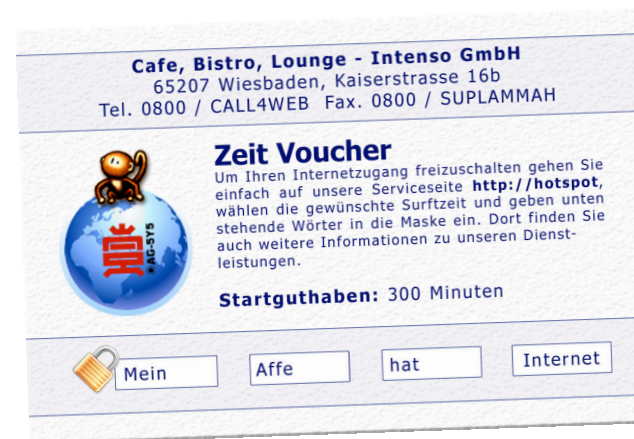 Cafe, Bistro, Lounge - Intenso GmbH
65207 Wiesbaden, Kaiserstrasse 16b
Tel. 0800 / CALL4WEB Fax. 0800 / SUPLAMMAH
Zeit Voucher
Um Ihren Internetzugang freizuschalten gehen Sie
einfach auf unsere Serviceseite http://hotspot,
wählen die gewünschte Surftzeit und geben unten
stehende Wörter in die Maske ein. Dort finden Sie
auch weitere Informationen zu unseren Dienst-
leistungen.
AG-5Y5
Startguthaben: 300 Minuten
Mein Affe hat Internet